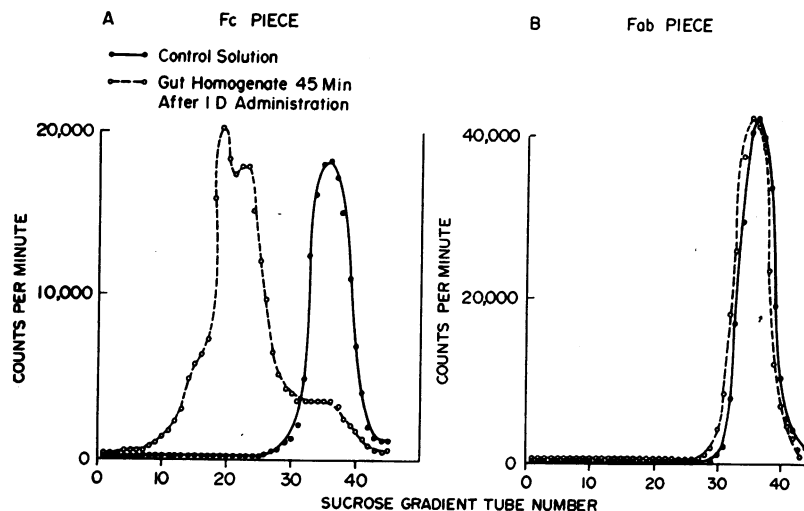 A Fc PIECE
Control Solution
Gut Homogenate 45 Min
After I D Administration
20,000
10,000
0
COUNTS PER MINUTE
0 10 20 30 40
B Fab PIECE
40,000
20,000
0
COUNTS PER MINUTE
0 10 20 30 40
SUCROSE GRADIENT TUBE NUMBER